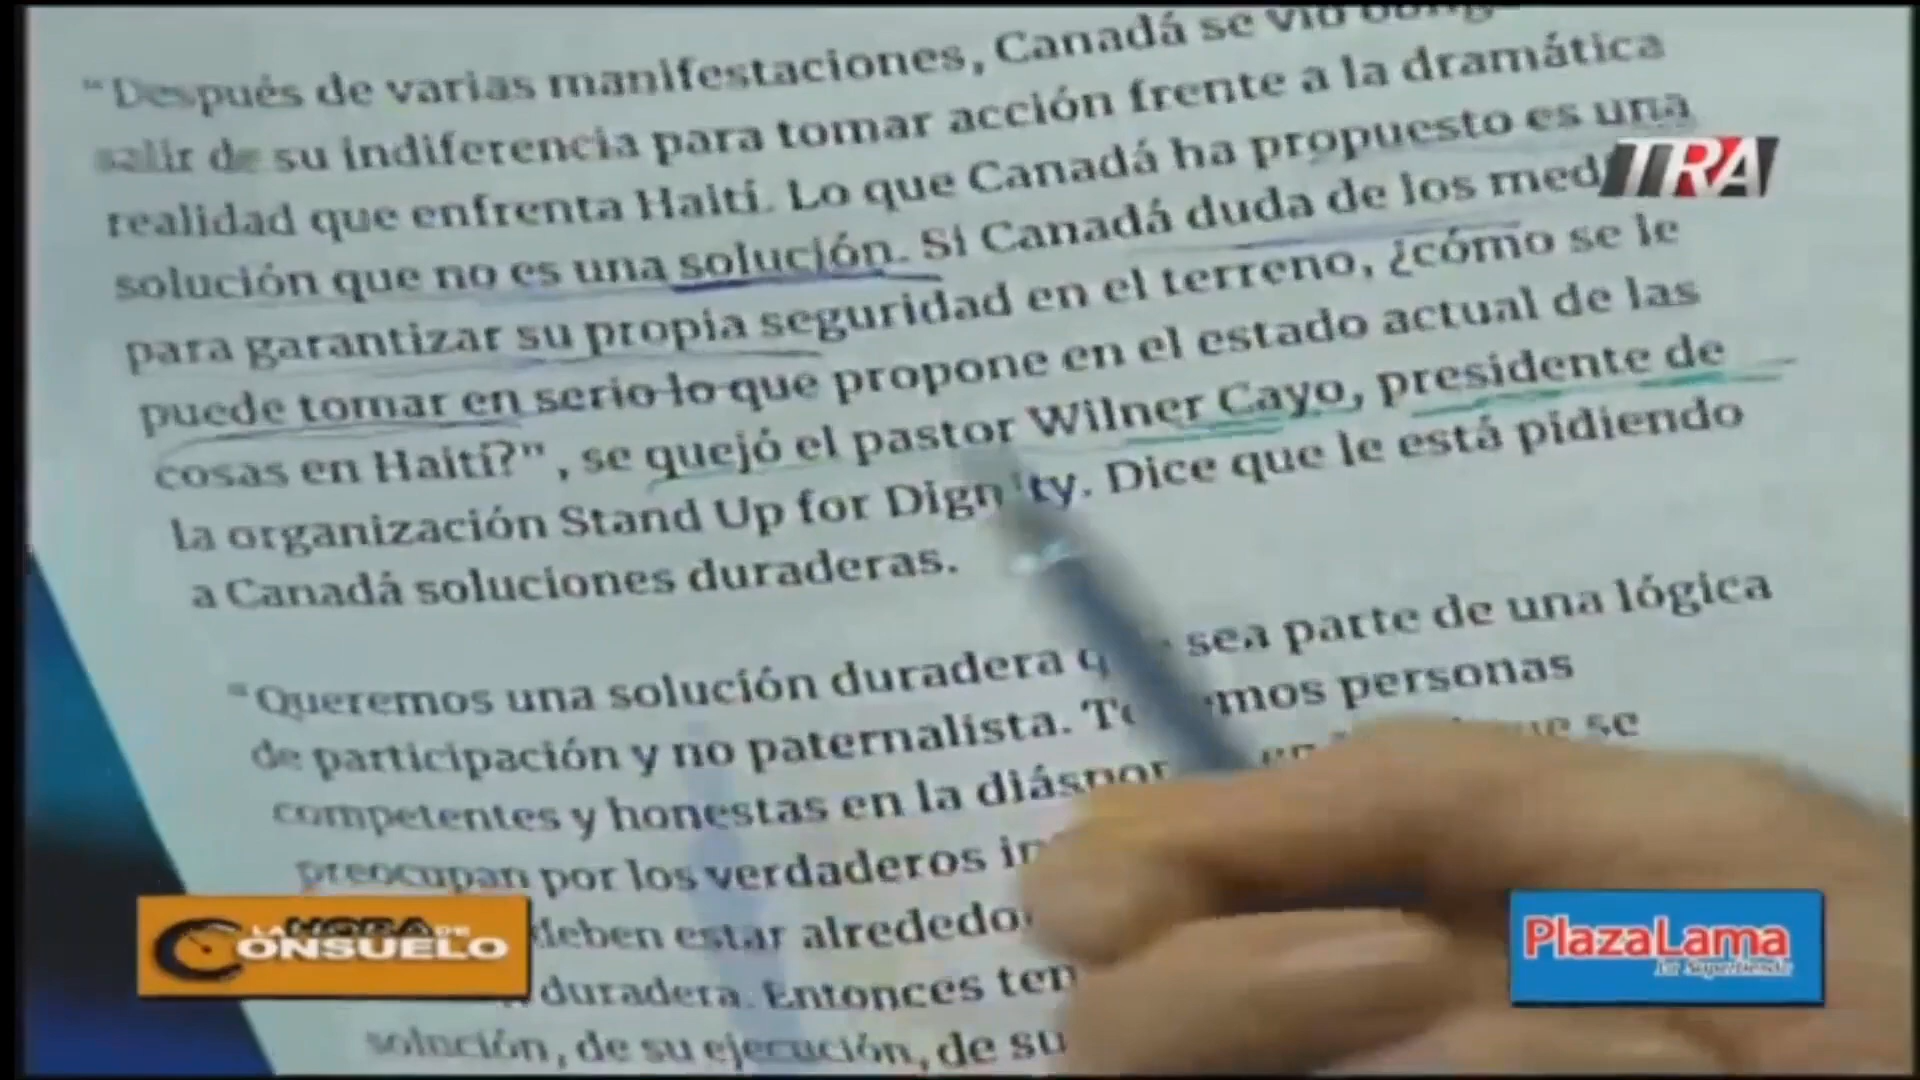 “Después de varias manifestaciones, Canadá se vio
salir de su indiferencia para tomar acción frente a la dramática
realidad que enfrenta Haití. Lo que Canadá ha propuesto es una
solución que no es una solución. Si Canadá duda de los med
para garantizar su propia seguridad en el terreno, ¿cómo se le
puede tomar en serio lo que propone en el estado actual de las
cosas en Haití?", se quejó el pastor Wilner Cayo, presidente de
la organización Stand Up for Dignity. Dice que le está pidiendo
a Canadá soluciones duraderas.
“Queremos una solución duradera q sea parte de una lógica
de participación y no paternalista. T mos personas
competentes y honestas en la diáspor se
preocupan por los verdaderos in
deben estar alrededo
duradera. Entonces ten
solución, de su ejecución, de su
TRA
LA HORA DE
CONSUELO
PlazaLama
La Supertienda